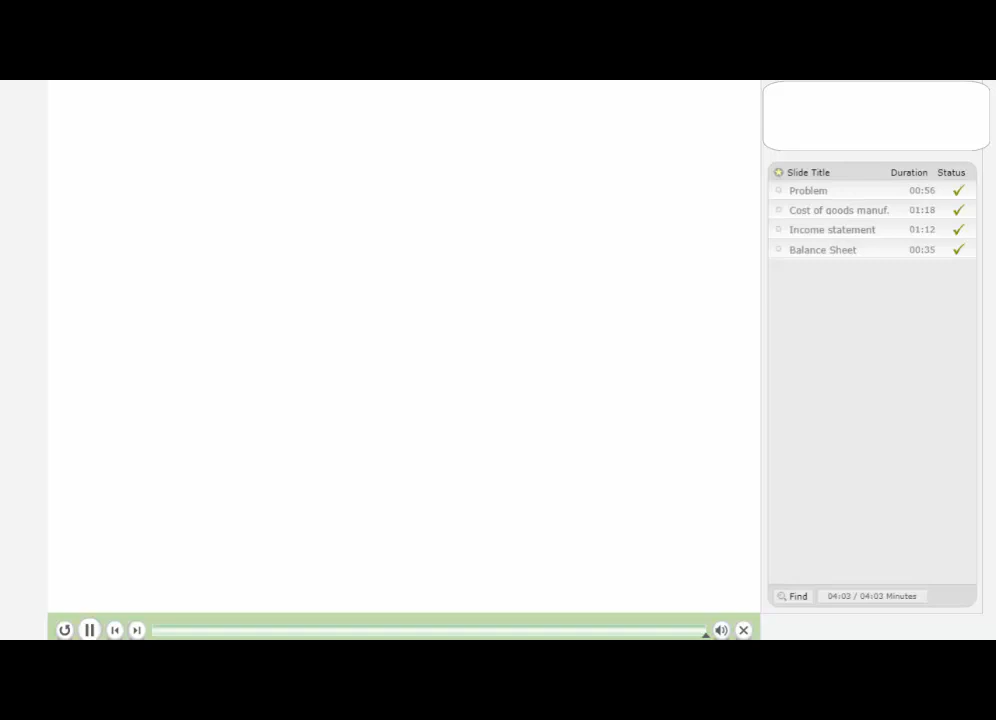 Slide Title Duration Status
Problem 00:56
Cost of goods manuf. 01:18
Income statement 01:12
Balance Sheet 00:35
Find 04:03 / 04:03 Minutes